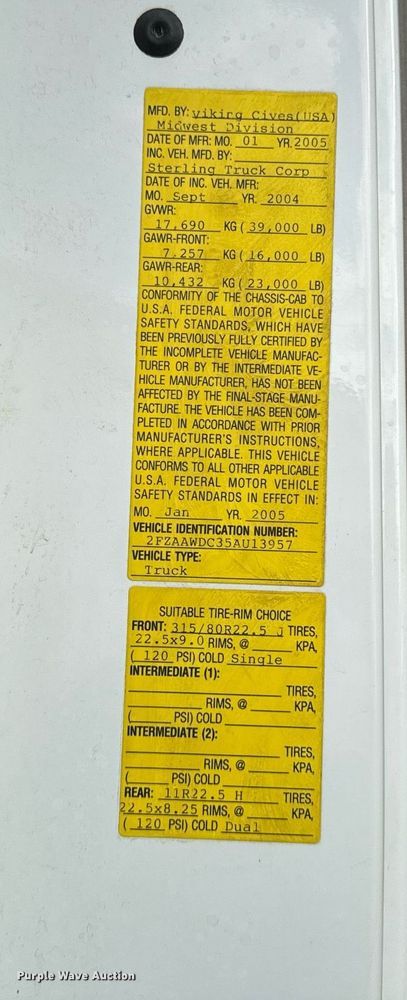 MFD. BY: Viking Cives(USA)
Midwest Division
DATE OF MFR: MO. 01 YR. 2005
INC. VEH. MFD. BY:
Sterling Truck Corp
DATE OF INC. VEH. MFR:
MO. Sept YR. 2004
GVWR:
17,690 KG ( 39,000 LB)
GAWR-FRONT:
7,257 KG ( 16,000 LB)
GAWR-REAR:
10,432 KG ( 23,000 LB)
CONFORMITY OF THE CHASSIS-CAB TO
U.S.A. FEDERAL MOTOR VEHICLE
SAFETY STANDARDS, WHICH HAVE
BEEN PREVIOUSLY FULLY CERTIFIED BY
THE INCOMPLETE VEHICLE MANUFAC-
TURER OR BY THE INTERMEDIATE VE-
HICLE MANUFACTURER, HAS NOT BEEN
AFFECTED BY THE FINAL-STAGE MANU-
FACTURE. THE VEHICLE HAS BEEN COM-
PLETED IN ACCORDANCE WITH PRIOR
MANUFACTURER'S INSTRUCTIONS,
WHERE APPLICABLE. THIS VEHICLE
CONFORMS TO ALL OTHER APPLICABLE
U.S.A. FEDERAL MOTOR VEHICLE
SAFETY STANDARDS IN EFFECT IN:
MO. Jan YR. 2005
VEHICLE IDENTIFICATION NUMBER:
2FZAAWDC35AU13957
VEHICLE TYPE:
Truck
SUITABLE TIRE-RIM CHOICE
FRONT: 315/80R22.5 J TIRES,
22.5x9.0 RIMS, @ KPA,
( 120 PSI) COLD Single
INTERMEDIATE (1):
TIRES,
RIMS, @ KPA,
( PSI) COLD
INTERMEDIATE (2):
TIRES,
RIMS, @ KPA,
( PSI) COLD
REAR: 11R22.5 H TIRES,
22.5x8.25 RIMS, @ KPA,
( 120 PSI) COLD Dual
Purple Wave Auction